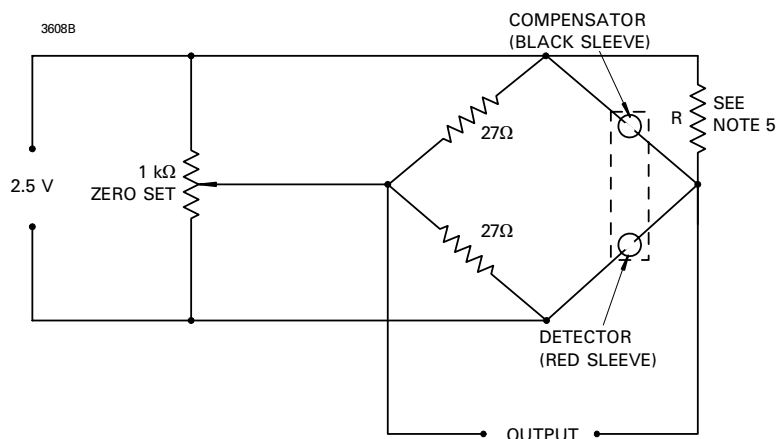 3608B
COMPENSATOR
(BLACK SLEEVE)
27Ω
R
SEE
NOTE 5
1 kΩ
ZERO SET
2.5 V
27Ω
DETECTOR
(RED SLEEVE)
OUTPUT